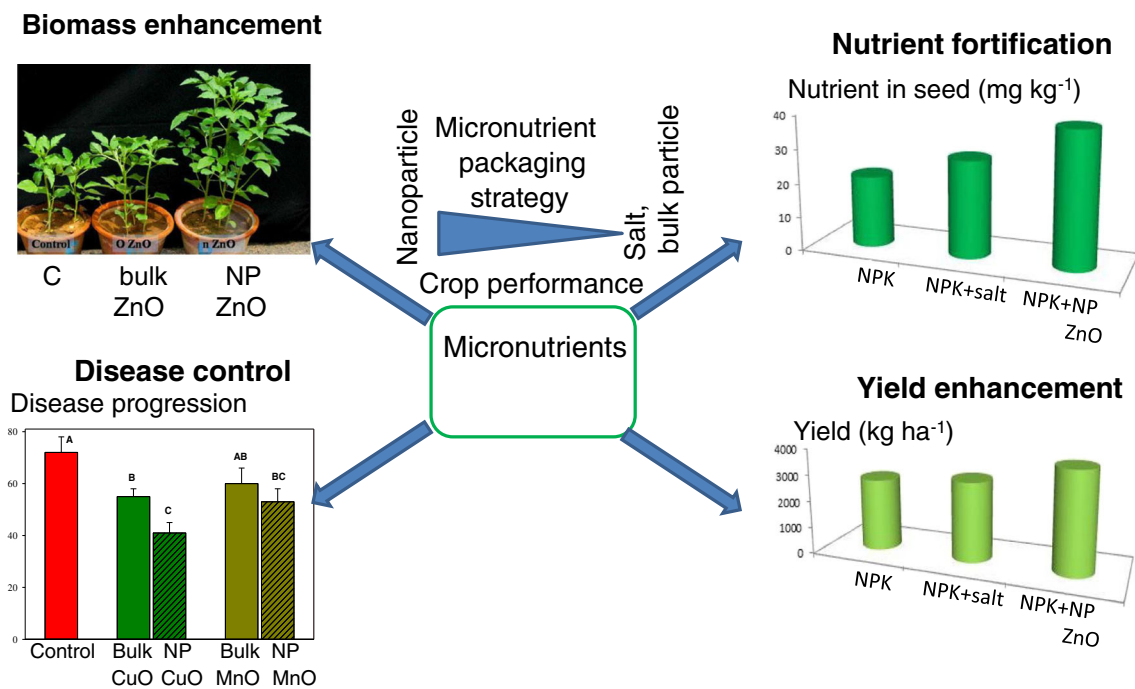 Biomass enhancement
Control
O ZnO
n ZnO
C bulk NP
ZnO ZnO
Nanoparticle
Micronutrient
packaging
strategy
Salt,
bulk particle
Crop performance
Micronutrients
Nutrient fortification
Nutrient in seed (mg kg⁻¹)
40
30
20
10
0
NPK
NPK+salt
NPK+NP
ZnO
Disease control
Disease progression
80
60
40
20
0
A
B
C
AB
BC
Control Bulk NP Bulk NP
CuO CuO MnO MnO
Yield enhancement
Yield (kg ha⁻¹)
4000
3000
2000
1000
0
NPK
NPK+salt
NPK+NP
ZnO